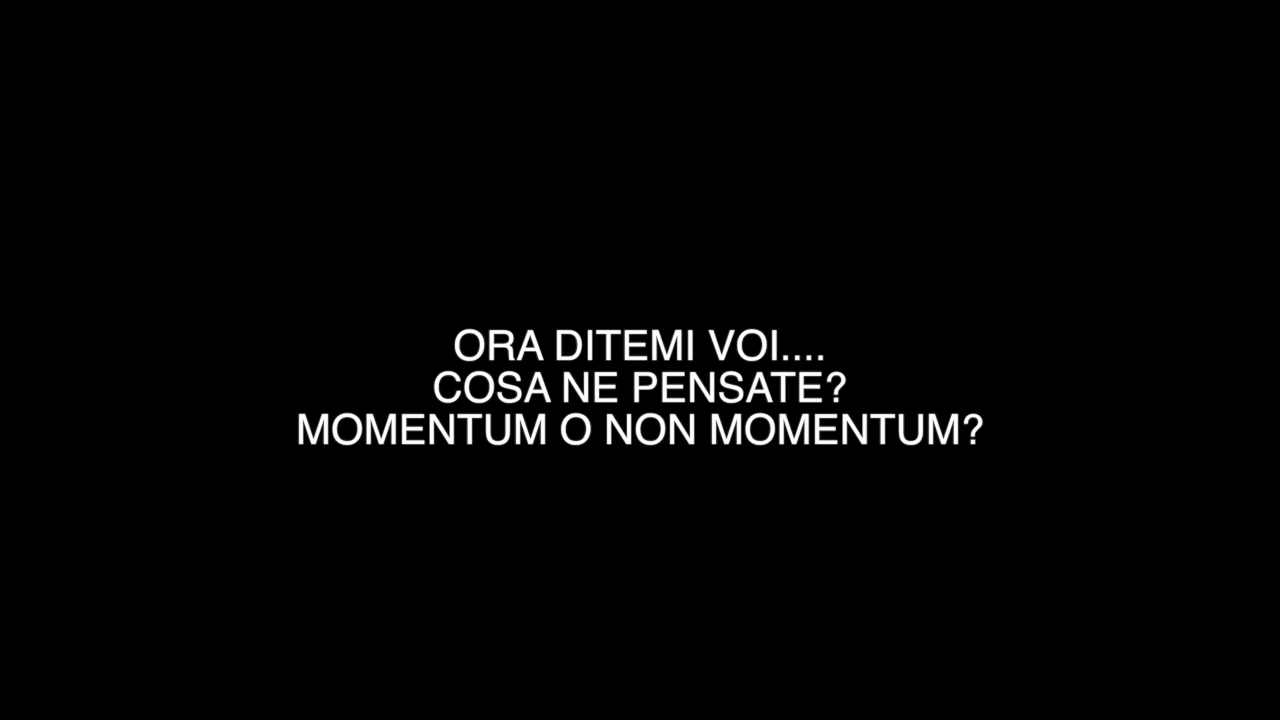 ORA DITEMI VOI....
COSA NE PENSATE?
MOMENTUM O NON MOMENTUM?